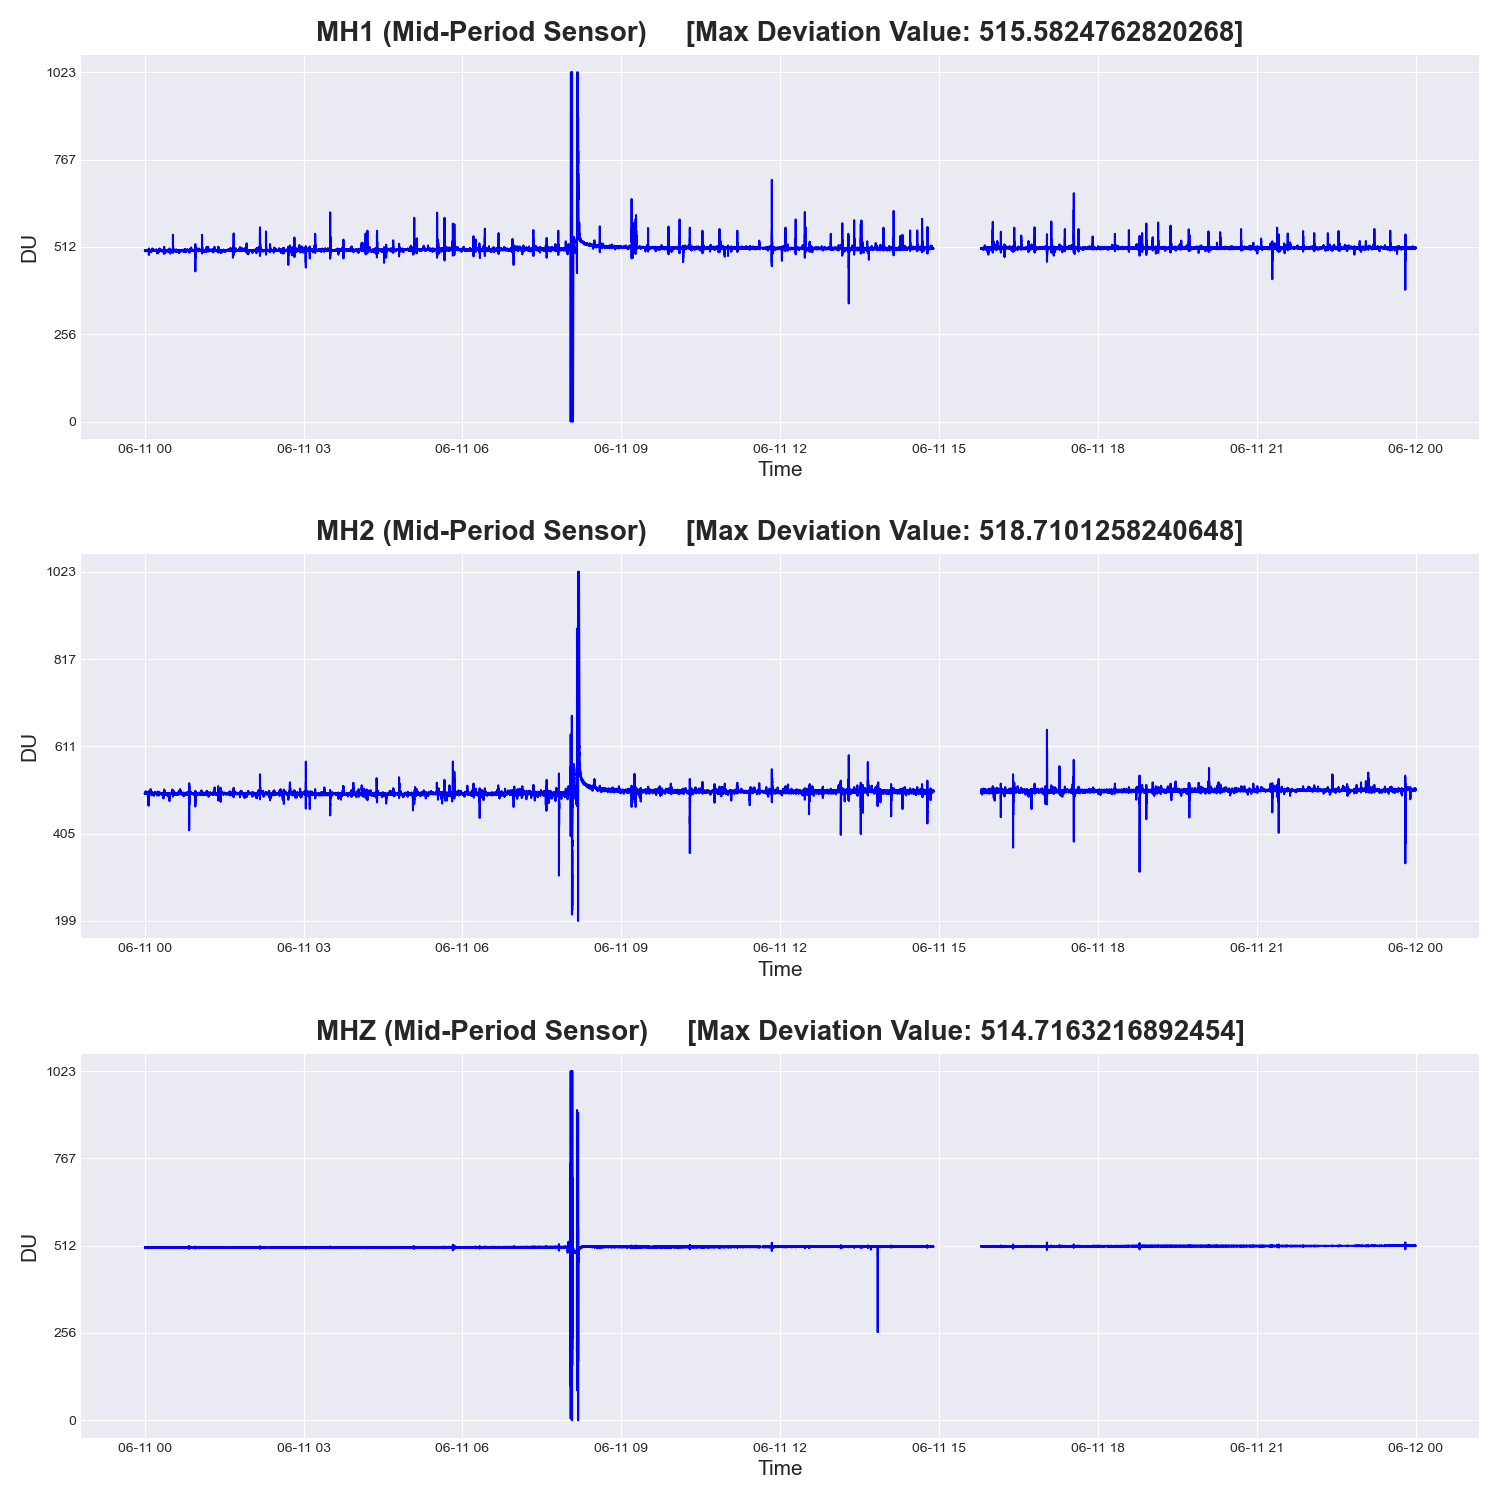 MH1 (Mid-Period Sensor) [Max Deviation Value: 515.5824762820268]
1023
767
512
256
0
DU
06-11 00 06-11 03 06-11 06 06-11 09 06-11 12 06-11 15 06-11 18 06-11 21 06-12 00
Time
MH2 (Mid-Period Sensor) [Max Deviation Value: 518.7101258240648]
1023
817
611
405
199
DU
06-11 00 06-11 03 06-11 06 06-11 09 06-11 12 06-11 15 06-11 18 06-11 21 06-12 00
Time
MHZ (Mid-Period Sensor) [Max Deviation Value: 514.7163216892454]
1023
767
512
256
0
DU
06-11 00 06-11 03 06-11 06 06-11 09 06-11 12 06-11 15 06-11 18 06-11 21 06-12 00
Time